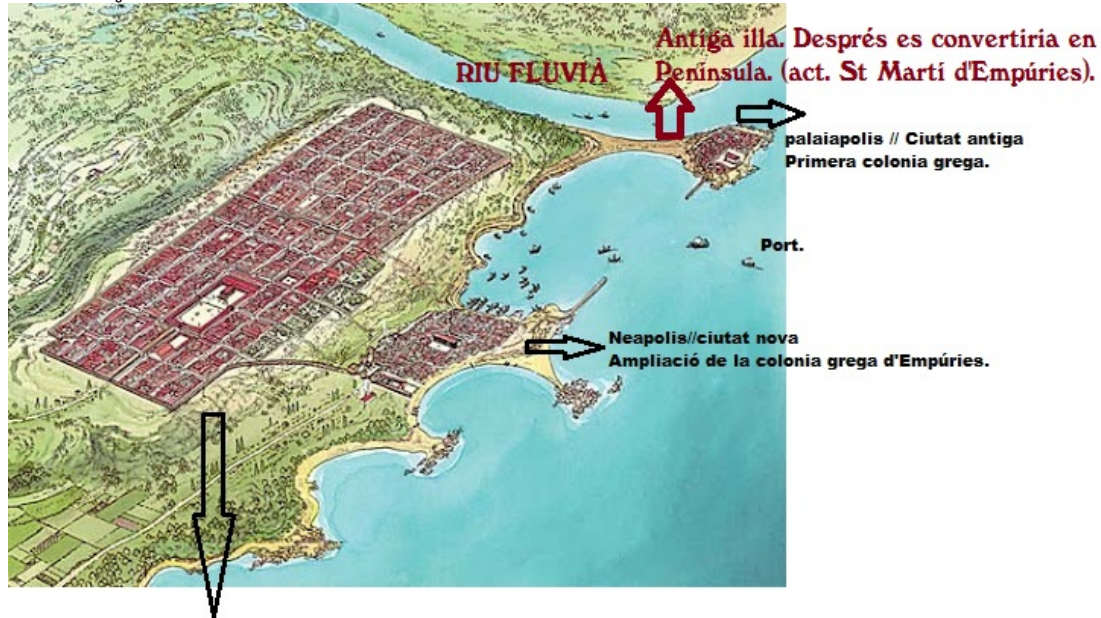 Antiga illa. Després es convertiria en
RIU FLUVIÀ Península. (act. St Martí d'Empúries).
palaiapolis // Ciutat antiga
Primera colonia grega.
Port.
Neapolis//ciutat nova
Ampliació de la colonia grega d'Empúries.